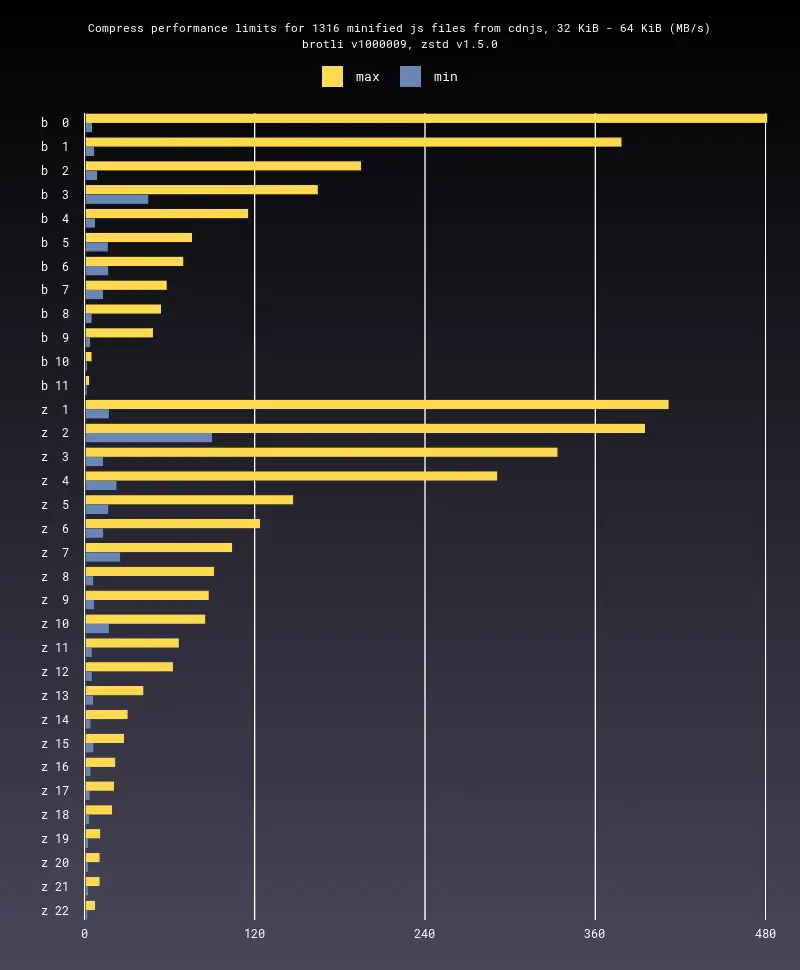 Compress performance limits for 1316 minified js files from cdnjs, 32 KiB - 64 KiB (MB/s)
brotli v1000009, zstd v1.5.0
max min
b 0
b 1
b 2
b 3
b 4
b 5
b 6
b 7
b 8
b 9
b 10
b 11
z 1
z 2
z 3
z 4
z 5
z 6
z 7
z 8
z 9
z 10
z 11
z 12
z 13
z 14
z 15
z 16
z 17
z 18
z 19
z 20
z 21
z 22
0 120 240 360 480